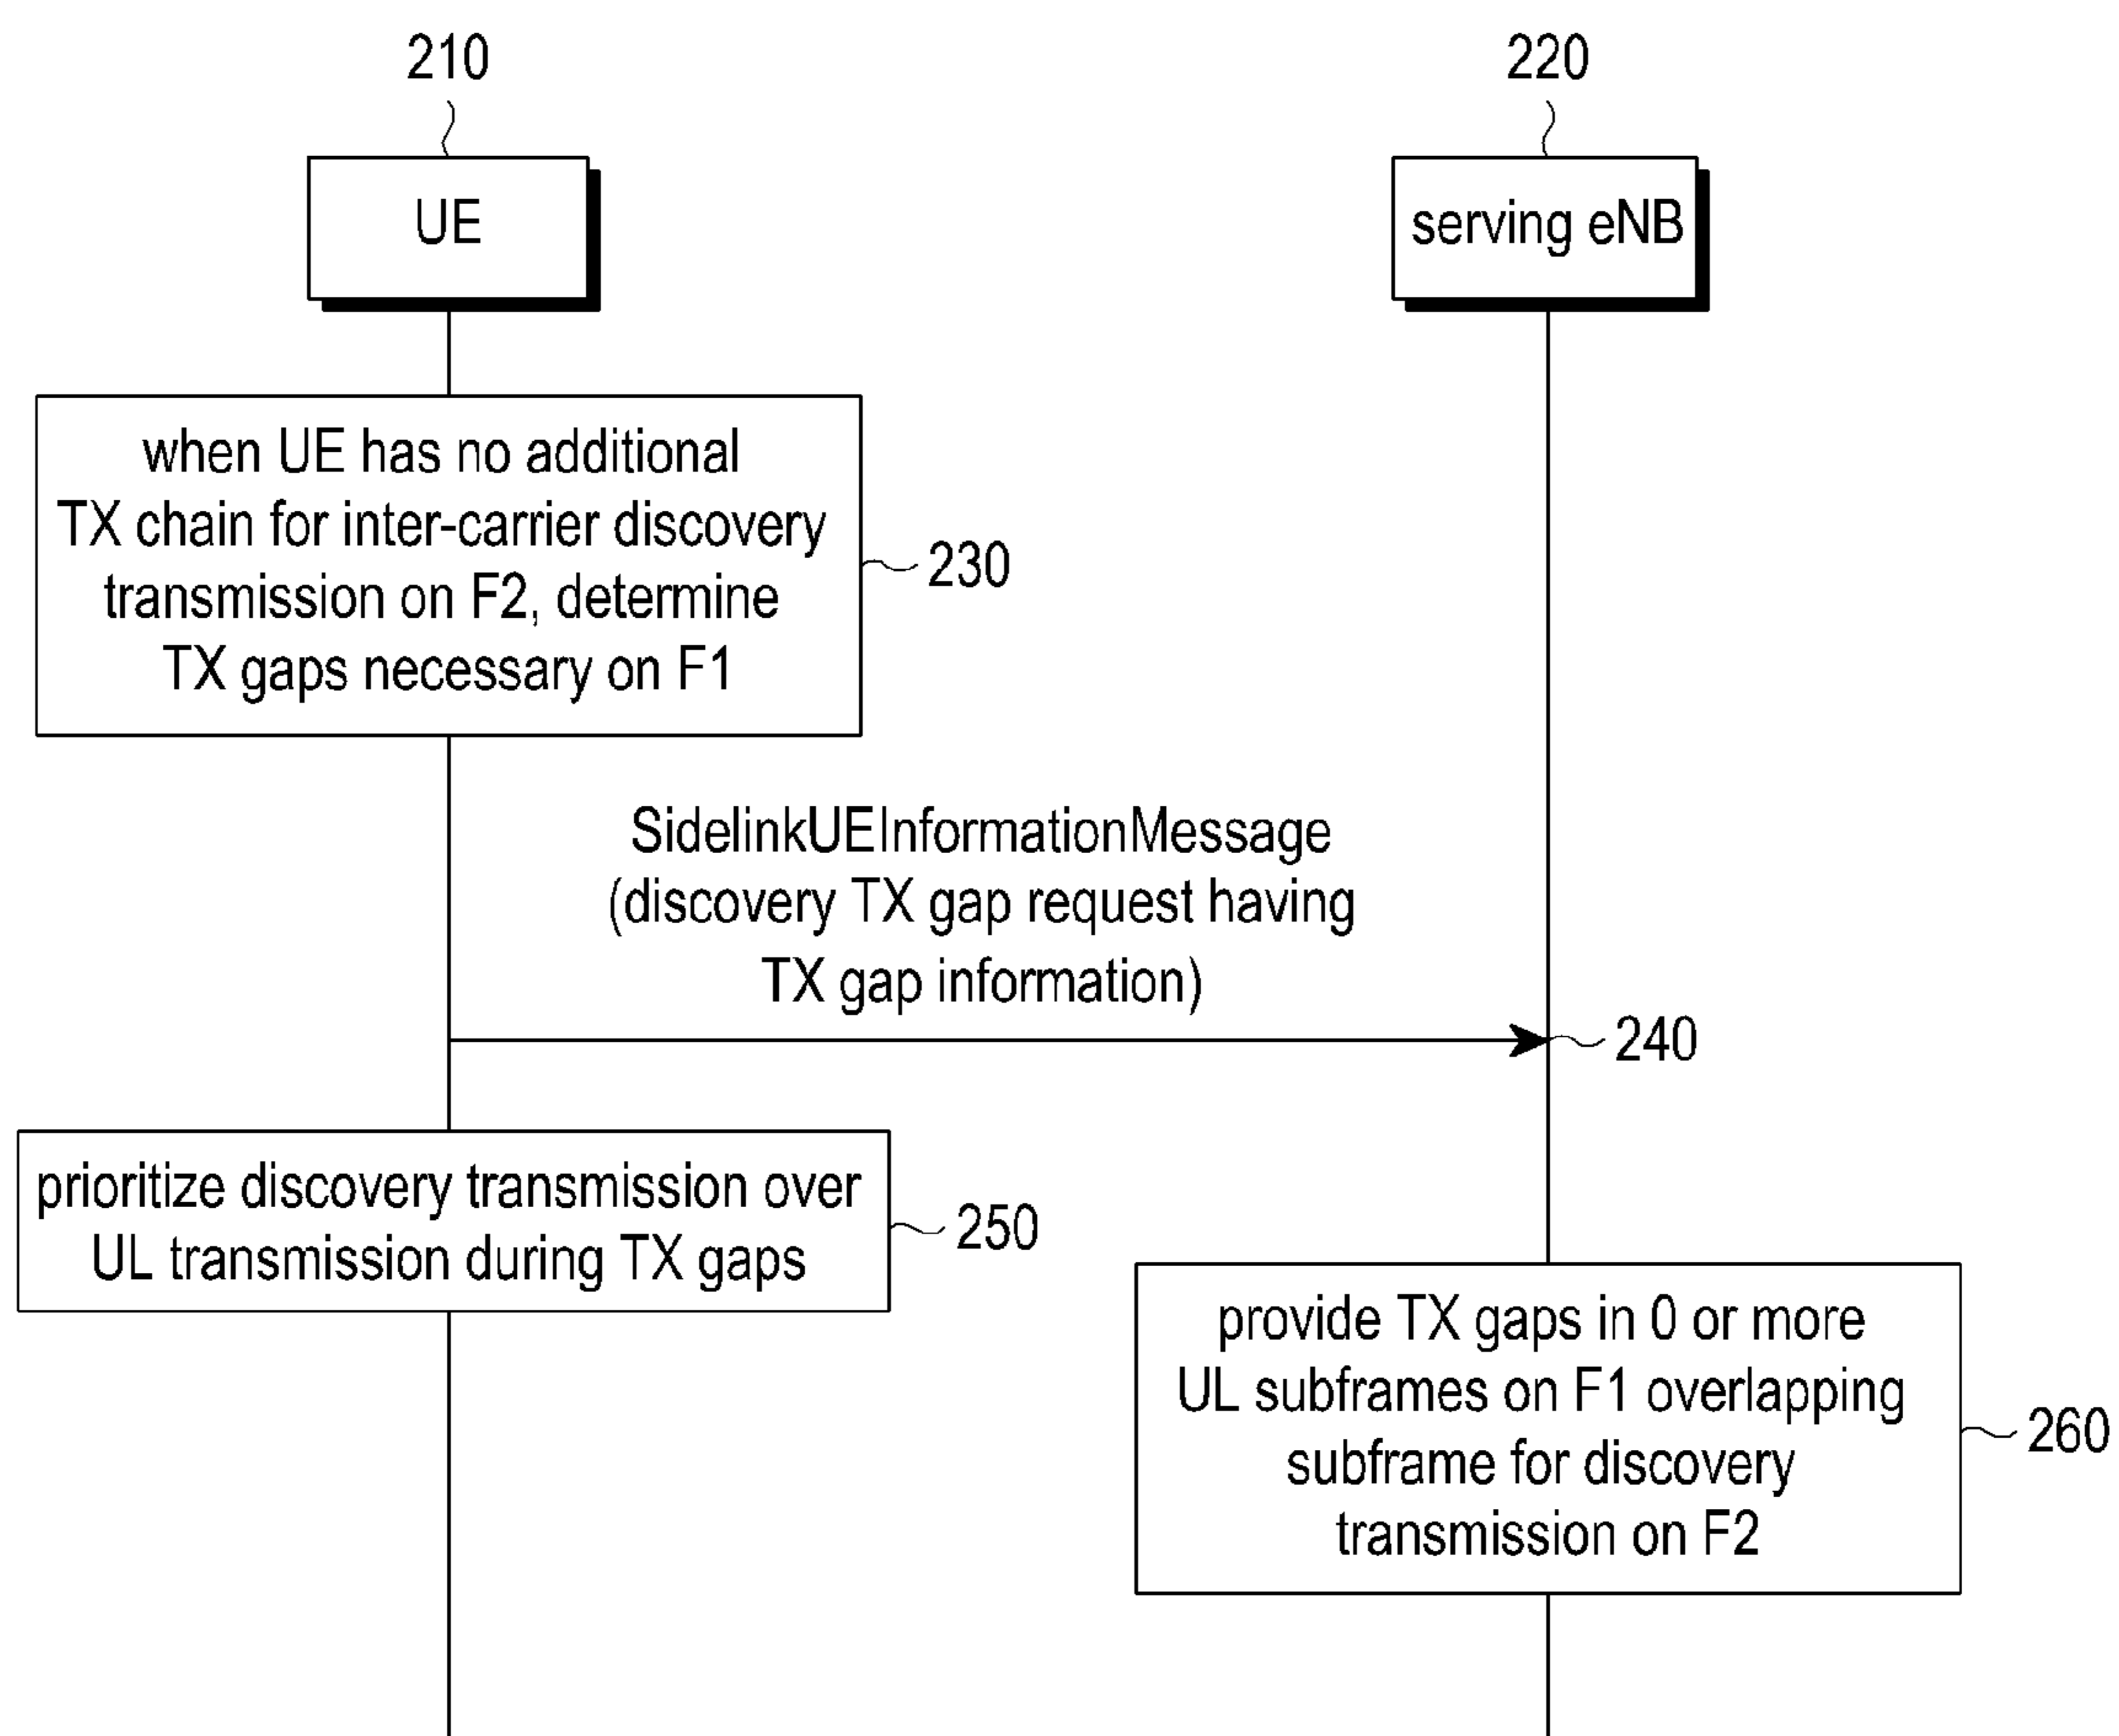 210
220
UE
serving eNB
when UE has no additional
TX chain for inter-carrier discovery
transmission on F2, determine
TX gaps necessary on F1
230
SidelinkUEInformationMessage
(discovery TX gap request having
TX gap information)
240
prioritize discovery transmission over
UL transmission during TX gaps
250
provide TX gaps in 0 or more
UL subframes on F1 overlapping
subframe for discovery
transmission on F2
260